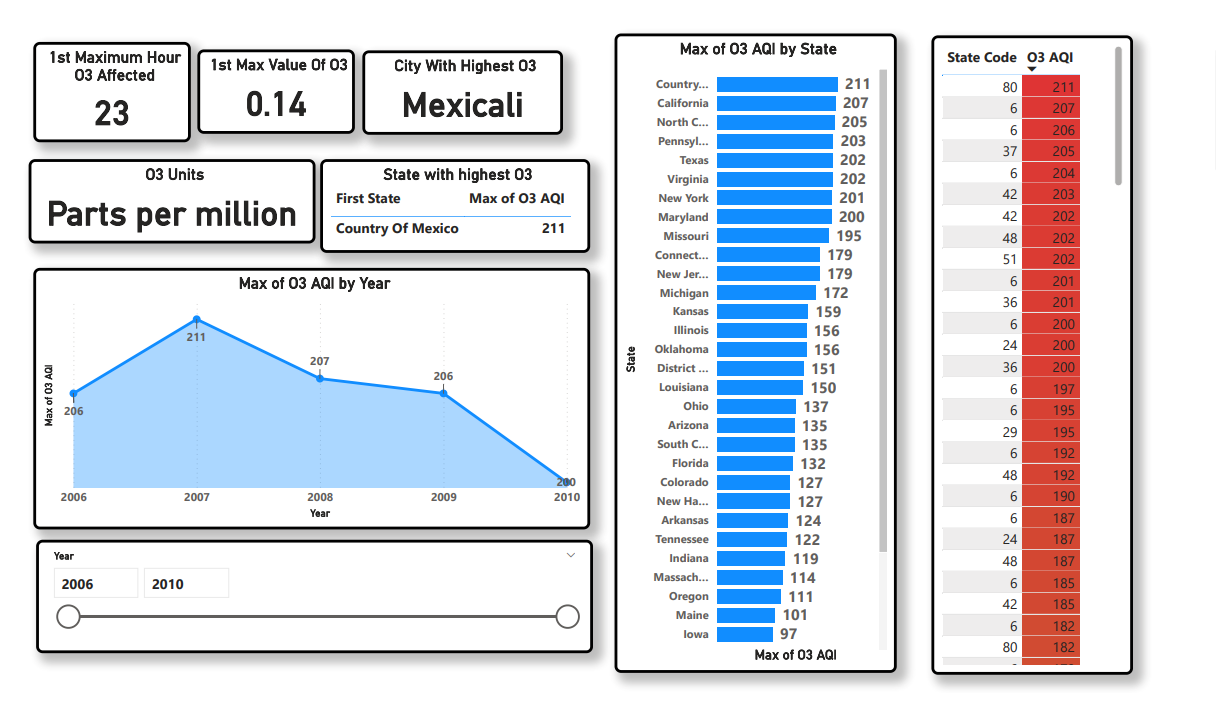 1st Maximum Hour
O3 Affected
23
1st Max Value Of O3
0.14
City With Highest O3
Mexicali
O3 Units
Parts per million
State with highest O3
First State Max of O3 AQI
Country Of Mexico 211
Max of O3 AQI by Year
Max of O3 AQI
206
211
207
206
200
2006 2007 2008 2009 2010
Year
Year
2006 2010
Max of O3 AQI by State
State
Country... 211
California 207
North C... 205
Pennsyl... 203
Texas 202
Virginia 202
New York 201
Maryland 200
Missouri 195
Connect... 179
New Jer... 179
Michigan 172
Kansas 159
Illinois 156
Oklahoma 156
District ... 151
Louisiana 150
Ohio 137
Arizona 135
South C... 135
Florida 132
Colorado 127
New Ha... 127
Arkansas 124
Tennessee 122
Indiana 119
Massach... 114
Oregon 111
Maine 101
Iowa 97
Max of O3 AQI
State Code O3 AQI
80 211
6 207
6 206
37 205
6 204
42 203
42 202
48 202
51 202
6 201
36 201
6 200
24 200
36 200
6 197
6 195
29 195
6 192
48 192
6 190
6 187
24 187
48 187
6 185
42 185
6 182
80 182